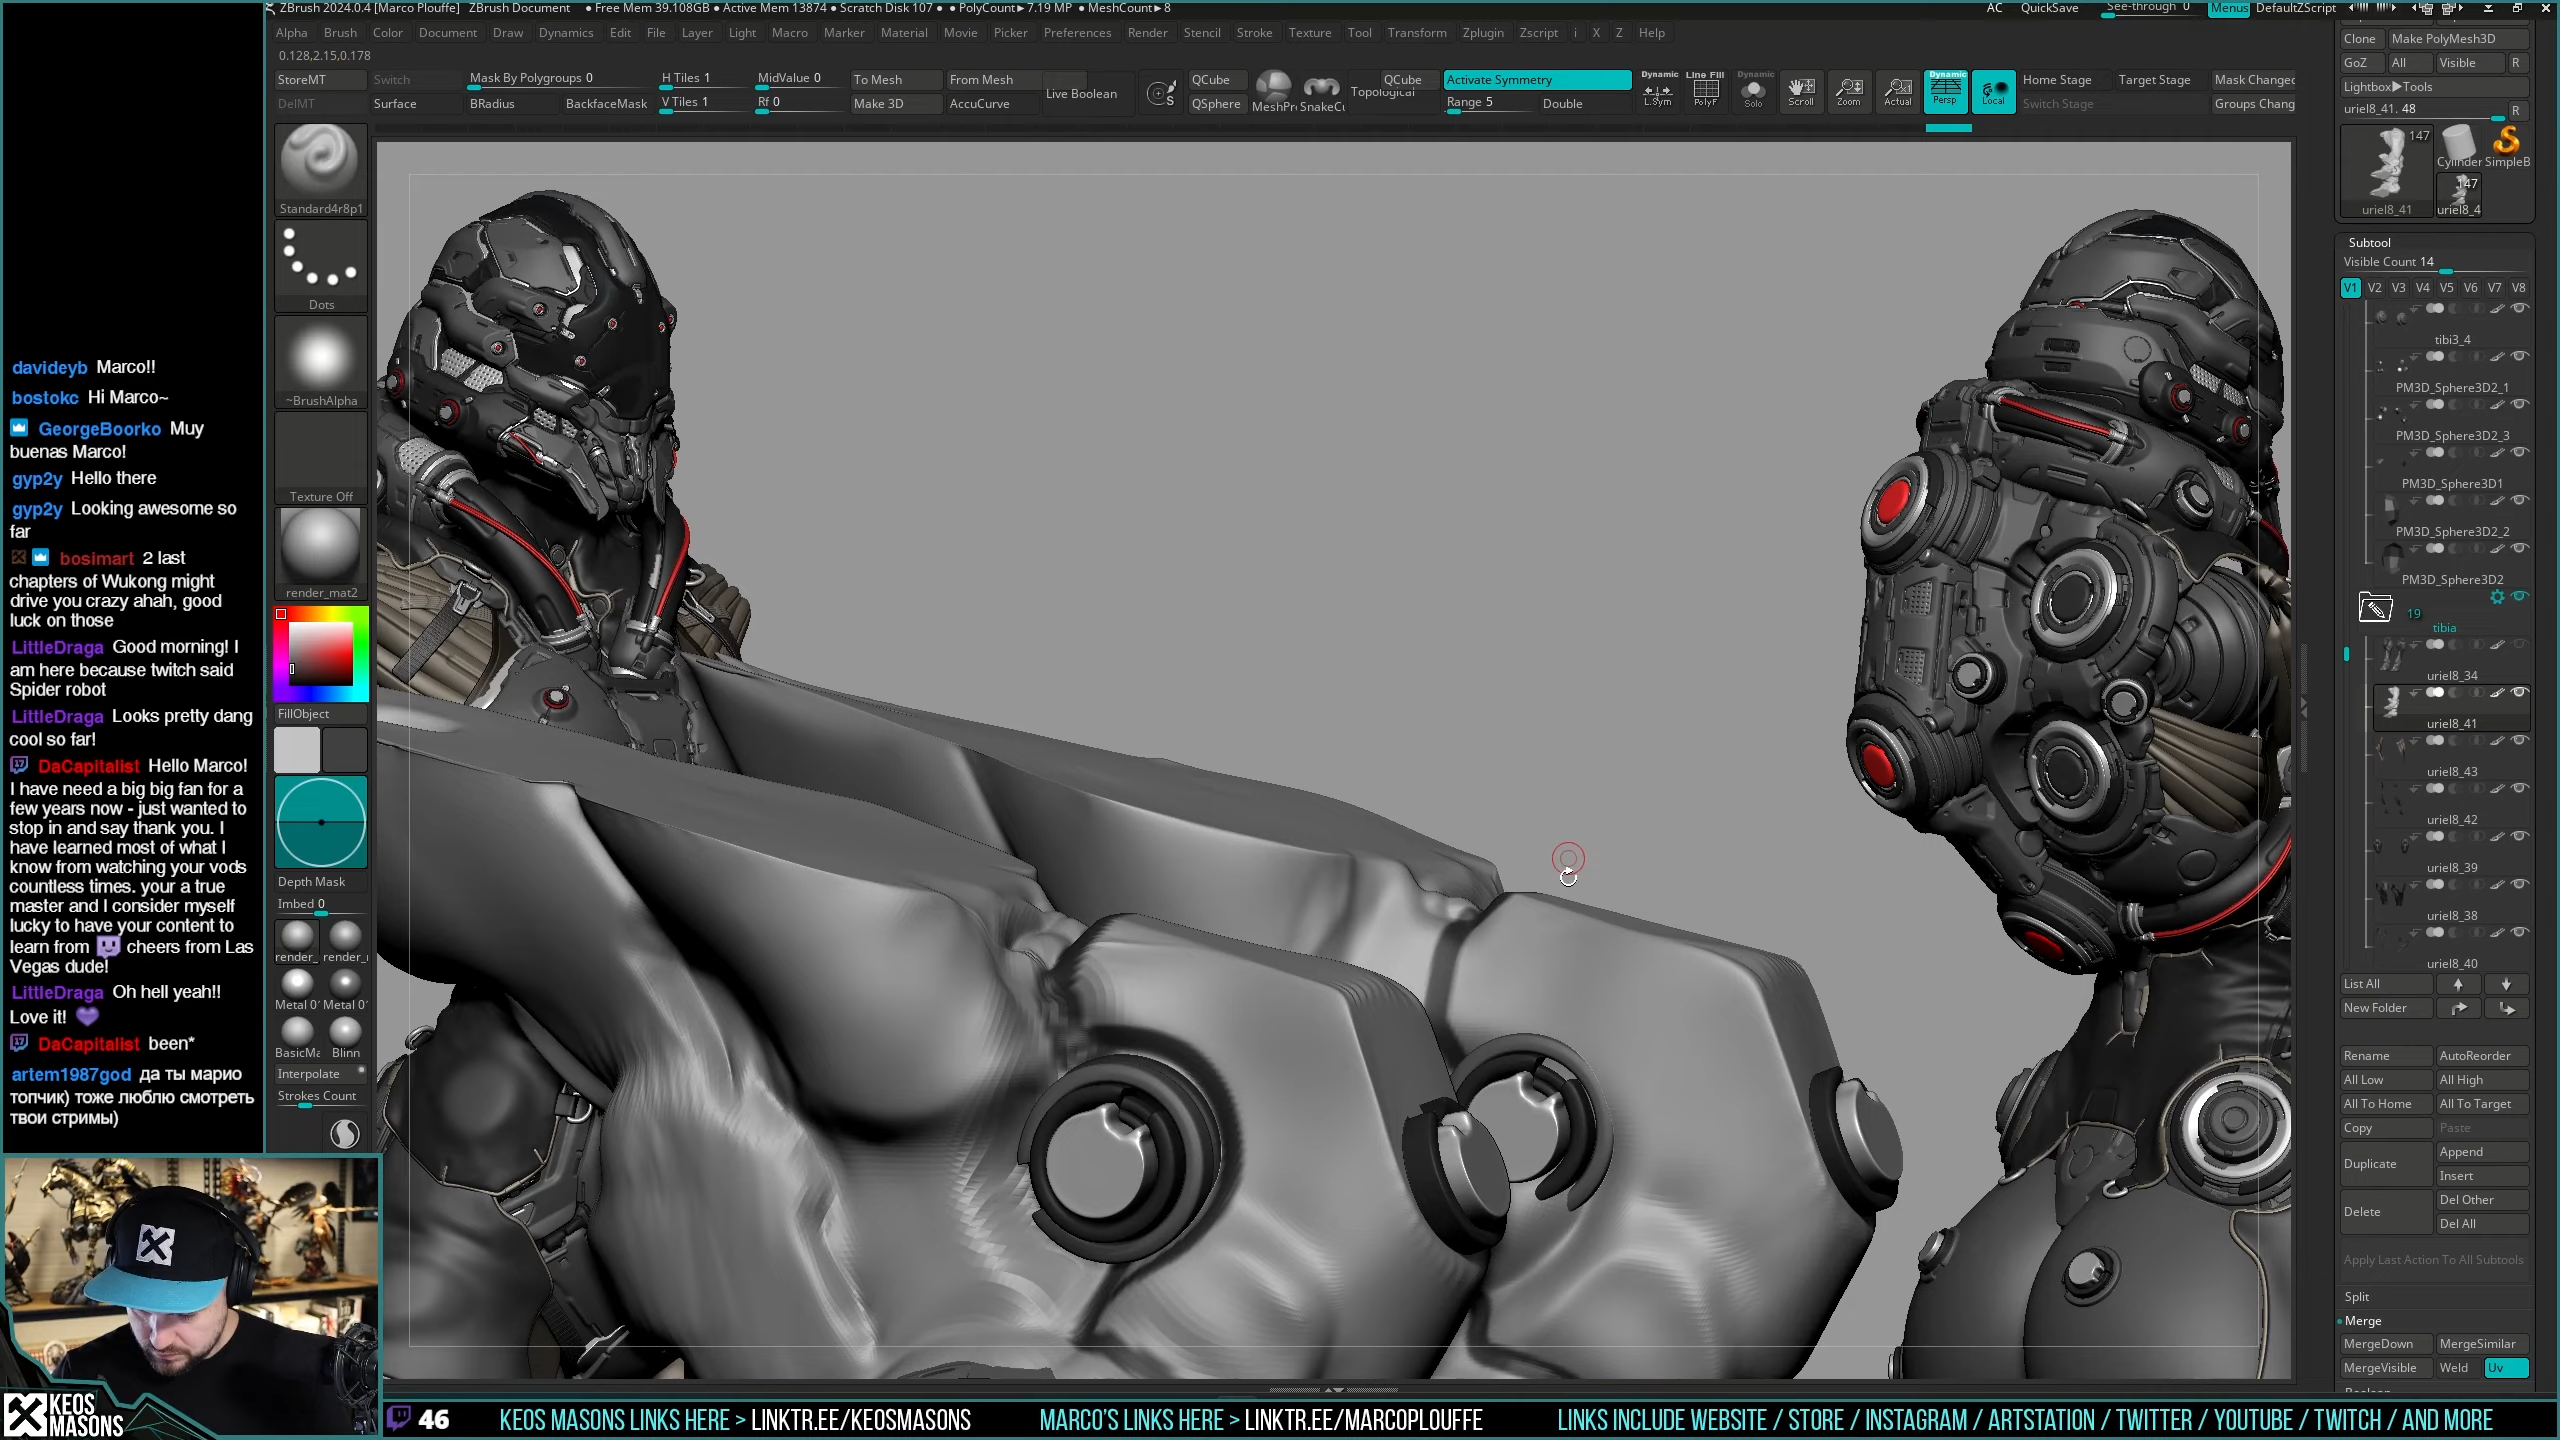 ZBrush 2024.0.4 [Marco Plouffe] ZBrush Document ● Free Mem 39.108GB ● Active Mem 13874 ● Scratch Disk 107 ● ● PolyCount▸7.19 MP ● MeshCount▸8
AC QuickSave See-through 0 Menus DefaultZScript
Alpha Brush Color Document Draw Dynamics Edit File Layer Light Macro Marker Material Movie Picker Preferences Render Stencil Stroke Texture Tool Transform Zplugin Zscript i X Z Help
0.128,2.15,0.178
StoreMT Switch Mask By Polygroups 0 H Tiles 1 MidValue 0 To Mesh From Mesh Live Boolean QCube QCube Activate Symmetry Dynamic Line Fill Dynamic Dynamic Home Stage Target Stage Mask Changed
DelMT Surface BRadius BackfaceMask V Tiles 1 Rf 0 Make 3D AccuCurve S QSphere MeshPr SnakeCu Topological Range 5 Double L.Sym PolyF Solo Scroll Zoom Actual Persp Local Switch Stage Groups Chang
Standard4r8p1
Dots
~BrushAlpha
Texture Off
render_mat2
FillObject
Depth Mask
Imbed 0
render_ render_
Metal 0 Metal 0
BasicMa Blinn
Interpolate
Strokes Count
davideyb Marco!!
bostokc Hi Marco~
GeorgeBoorko Muy
buenas Marco!
gyp2y Hello there
gyp2y Looking awesome so
far
bosimart 2 last
chapters of Wukong might
drive you crazy ahah, good
luck on those
LittleDraga Good morning! I
am here because twitch said
Spider robot
LittleDraga Looks pretty dang
cool so far!
DaCapitalist Hello Marco!
I have need a big big fan for a
few years now - just wanted to
stop in and say thank you. I
have learned most of what I
know from watching your vods
countless times. your a true
master and I consider myself
lucky to have your content to
learn from cheers from Las
Vegas dude!
LittleDraga Oh hell yeah!!
Love it!
DaCapitalist been*
artem1987god да ты марио
топчик) тоже люблю смотреть
твои стримы)
Clone Make PolyMesh3D
GoZ All Visible R
Lightbox▸Tools
uriel8_41. 48 R
147
Cylinder SimpleB
147
uriel8_41 uriel8_4
Subtool
Visible Count 14
V1 V2 V3 V4 V5 V6 V7 V8
tibi3_4
PM3D_Sphere3D2_1
PM3D_Sphere3D2_3
PM3D_Sphere3D1
PM3D_Sphere3D2_2
PM3D_Sphere3D2
19
tibia
uriel8_34
uriel8_41
uriel8_43
uriel8_42
uriel8_39
uriel8_38
uriel8_40
List All
New Folder
Rename AutoReorder
All Low All High
All To Home All To Target
Copy Paste
Duplicate Append
Insert
Delete Del Other
Del All
Apply Last Action To All Subtools
Split
Merge
MergeDown MergeSimilar
MergeVisible Weld Uv
KEOS
MASONS
46 KEOS MASONS LINKS HERE > LINKTR.EE/KEOSMASONS MARCO'S LINKS HERE > LINKTR.EE/MARCOPLOUFFE LINKS INCLUDE WEBSITE / STORE / INSTAGRAM / ARTSTATION / TWITTER / YOUTUBE / TWITCH / AND MORE